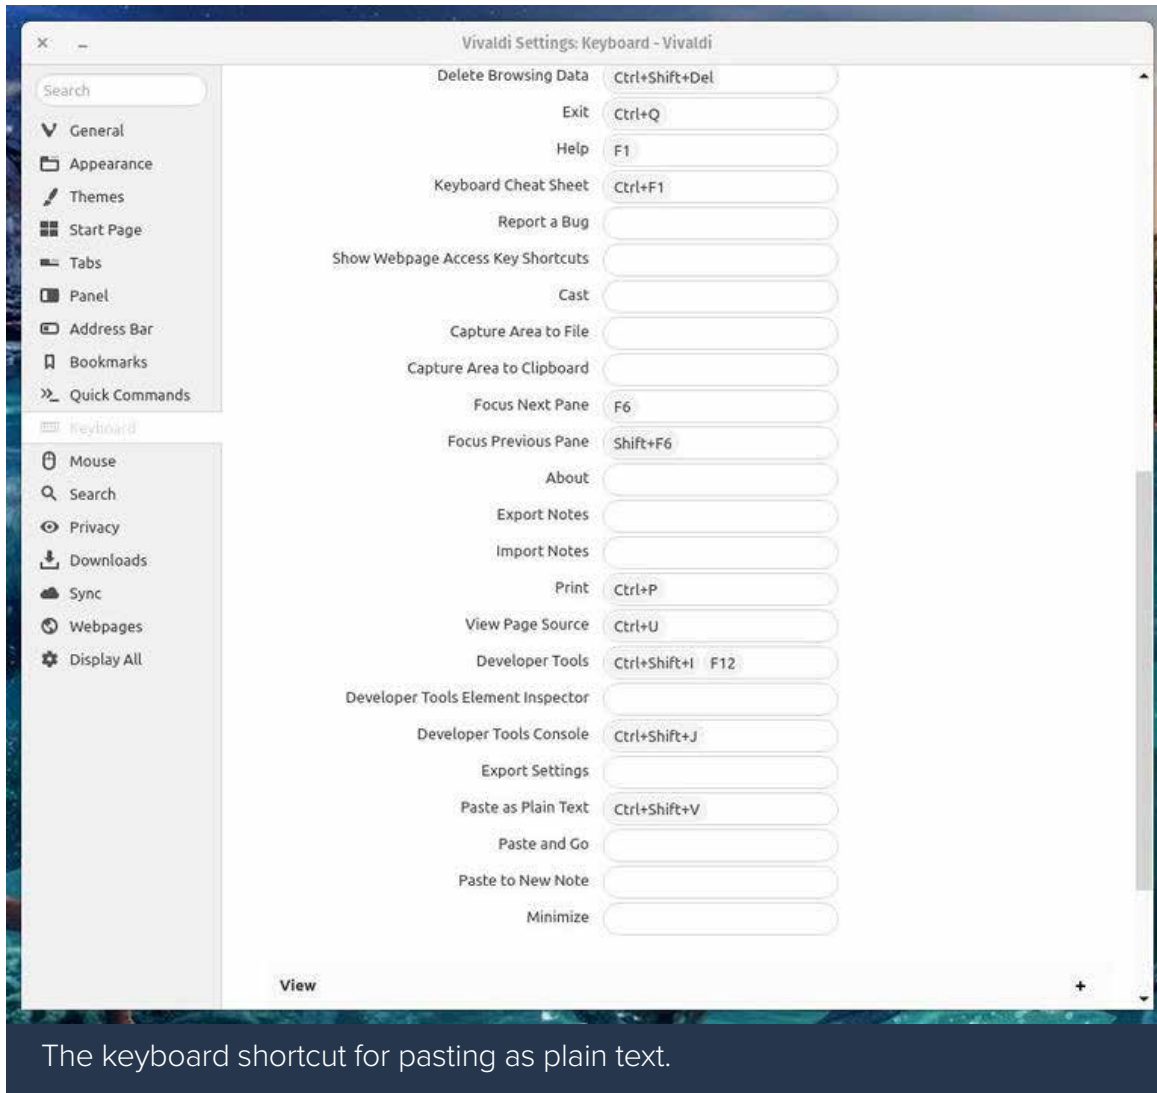 Vivaldi Settings: Keyboard - Vivaldi
Search
General
Appearance
Themes
Start Page
Tabs
Panel
Address Bar
Bookmarks
Quick Commands
Keyboard
Mouse
Search
Privacy
Downloads
Sync
Webpages
Display All
Delete Browsing Data Ctrl+Shift+Del
Exit Ctrl+Q
Help F1
Keyboard Cheat Sheet Ctrl+F1
Report a Bug
Show Webpage Access Key Shortcuts
Cast
Capture Area to File
Capture Area to Clipboard
Focus Next Pane F6
Focus Previous Pane Shift+F6
About
Export Notes
Import Notes
Print Ctrl+P
View Page Source Ctrl+U
Developer Tools Ctrl+Shift+I F12
Developer Tools Element Inspector
Developer Tools Console Ctrl+Shift+J
Export Settings
Paste as Plain Text Ctrl+Shift+V
Paste and Go
Paste to New Note
Minimize
View +
The keyboard shortcut for pasting as plain text.